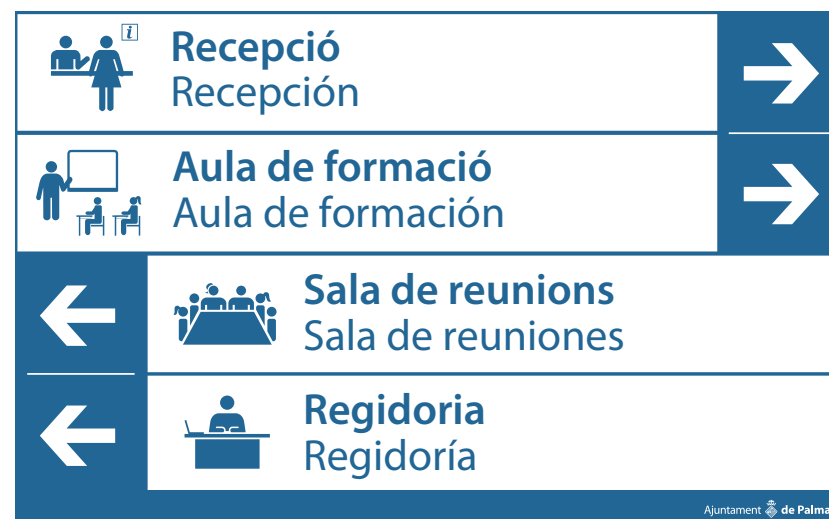 i
Recepció
Recepción
Aula de formació
Aula de formación
Sala de reunions
Sala de reuniones
Regidoria
Regidoría
Ajuntament de Palma